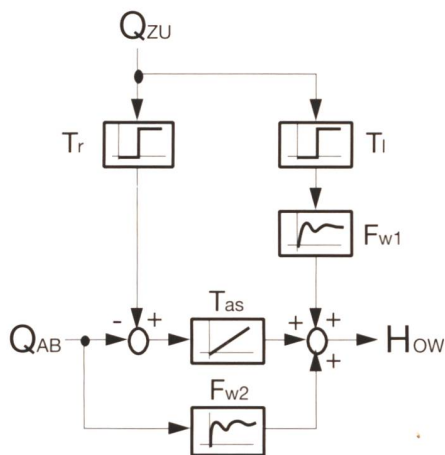 QZU
Tr
Tl
Fw1
Tas
- + + + +
QAB
HOW
Fw2